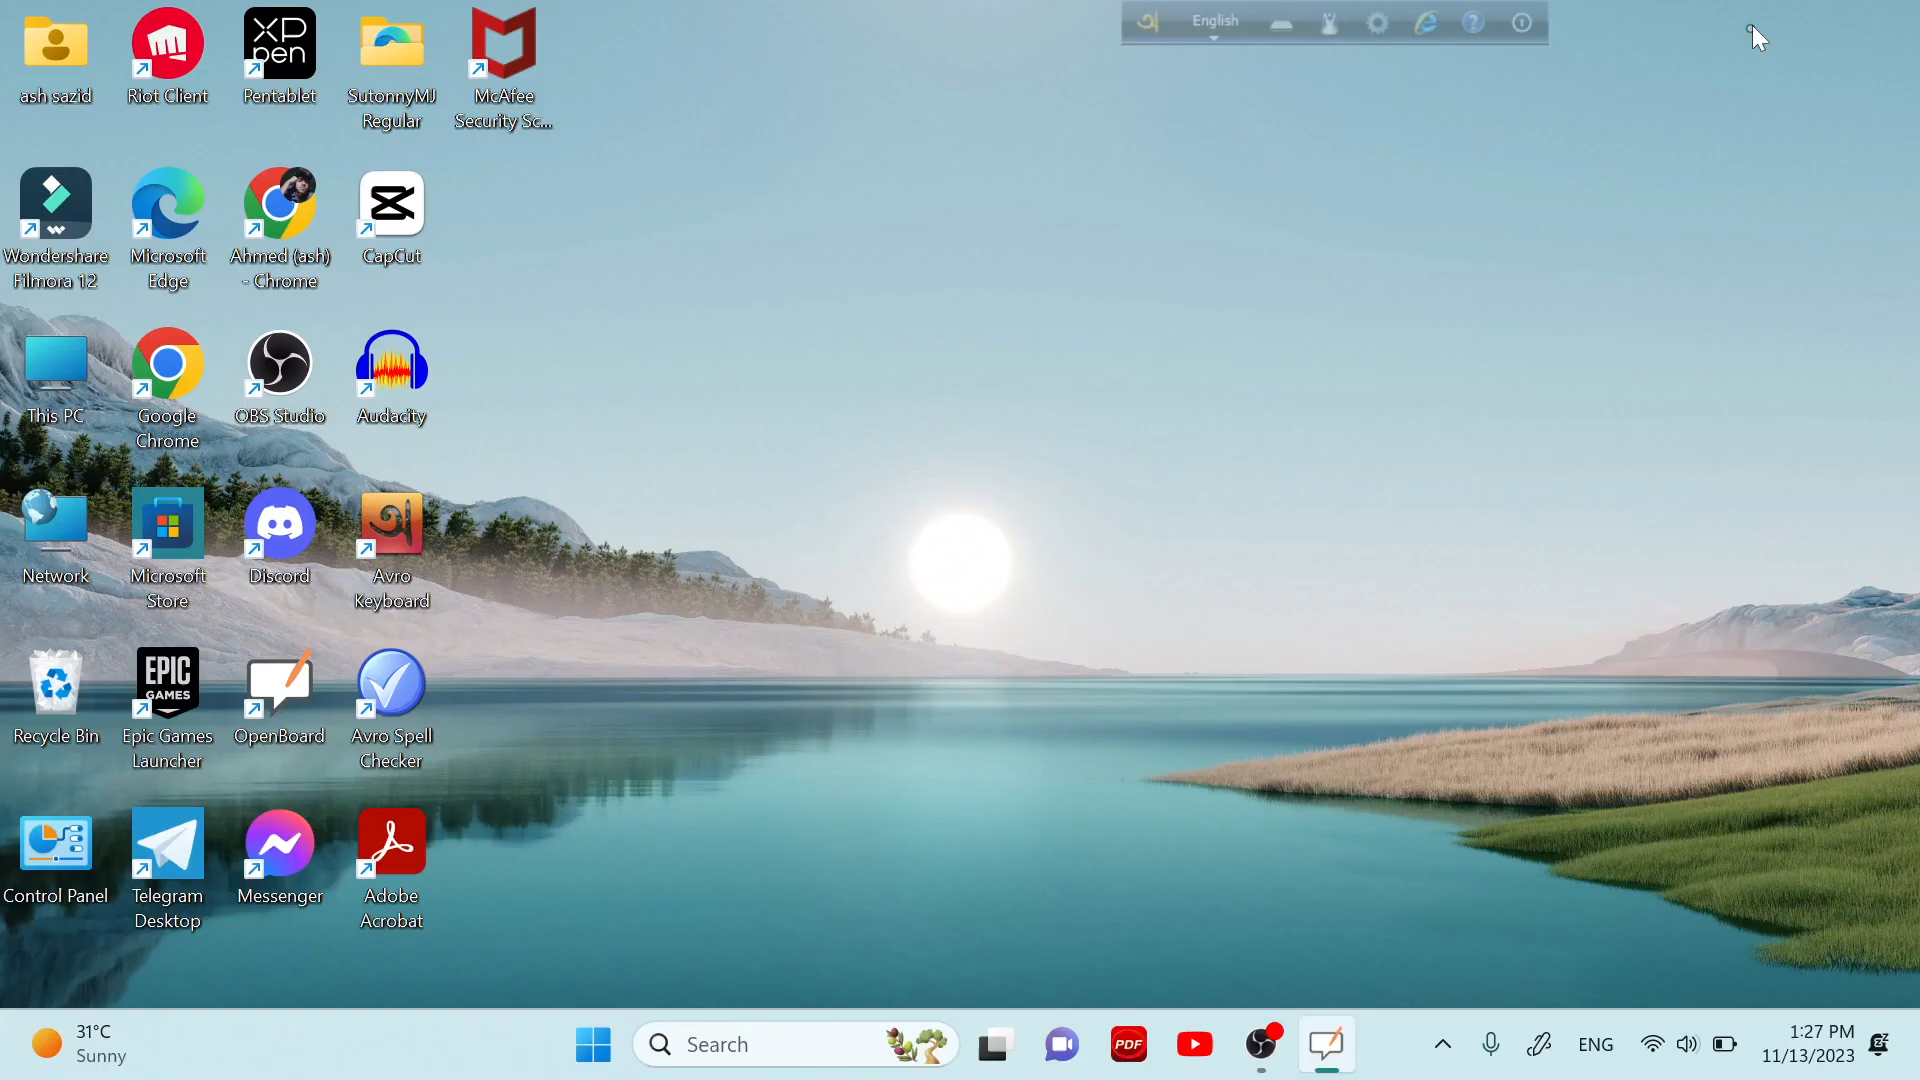 অ English
ash sazid
Riot Client
XP
pen
Pentablet
SutonnyMJ
Regular
McAfee
Security Sc...
Wondershare
Filmora 12
Microsoft
Edge
Ahmed (ash)
- Chrome
CapCut
This PC
Google
Chrome
OBS Studio
Audacity
Network
Microsoft
Store
Discord
অ
Avro
Keyboard
Recycle Bin
EPIC
GAMES
Epic Games
Launcher
OpenBoard
Avro Spell
Checker
Control Panel
Telegram
Desktop
Messenger
Adobe
Acrobat
31°C
Sunny
Search
PDF
ENG
1:27 PM
11/13/2023